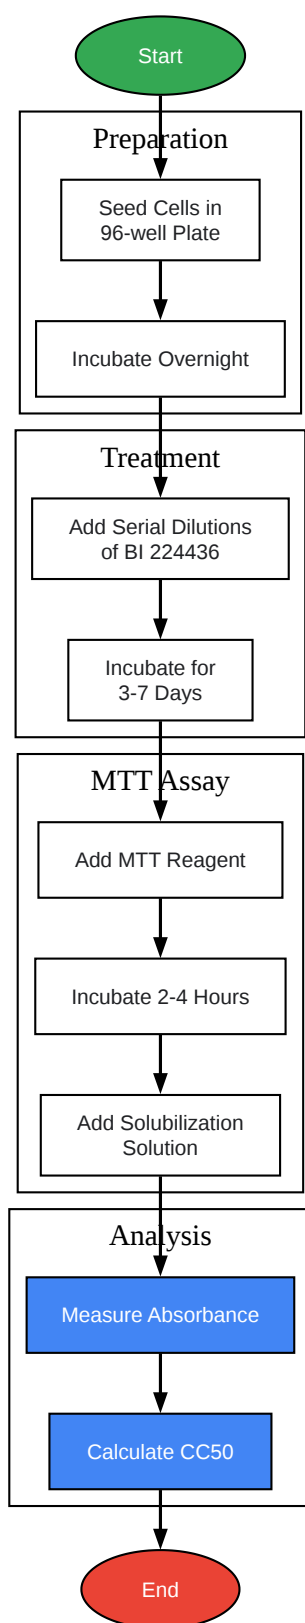 Start
Preparation
Seed Cells in
96-well Plate
Incubate Overnight
Treatment
Add Serial Dilutions
of BI 224436
Incubate for
3-7 Days
MTT Assay
Add MTT Reagent
Incubate 2-4 Hours
Add Solubilization
Solution
Analysis
Measure Absorbance
Calculate CC50
End